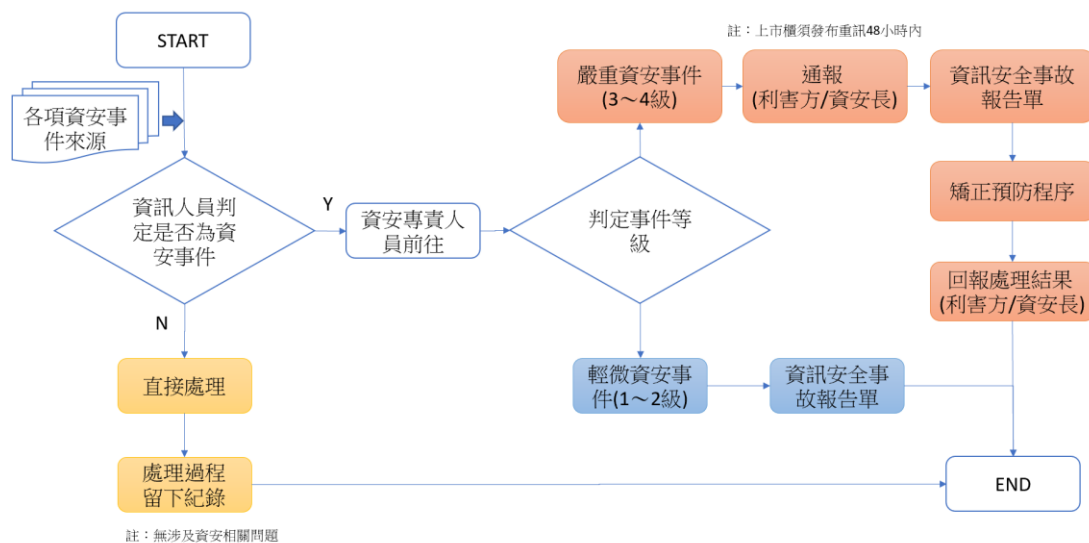 START
註：上市櫃須發布重訊48小時內
各項資安事
件來源
嚴重資安事件
(3～4級)
通報
(利害方/資安長)
資訊安全事故
報告單
資訊人員判
定是否為資
安事件
Y
資安專責人
員前往
判定事件等
級
矯正預防程序
回報處理結果
(利害方/資安長)
N
直接處理
輕微資安事
件(1～2級)
資訊安全事
故報告單
處理過程
留下紀錄
END
註：無涉及資安相關問題